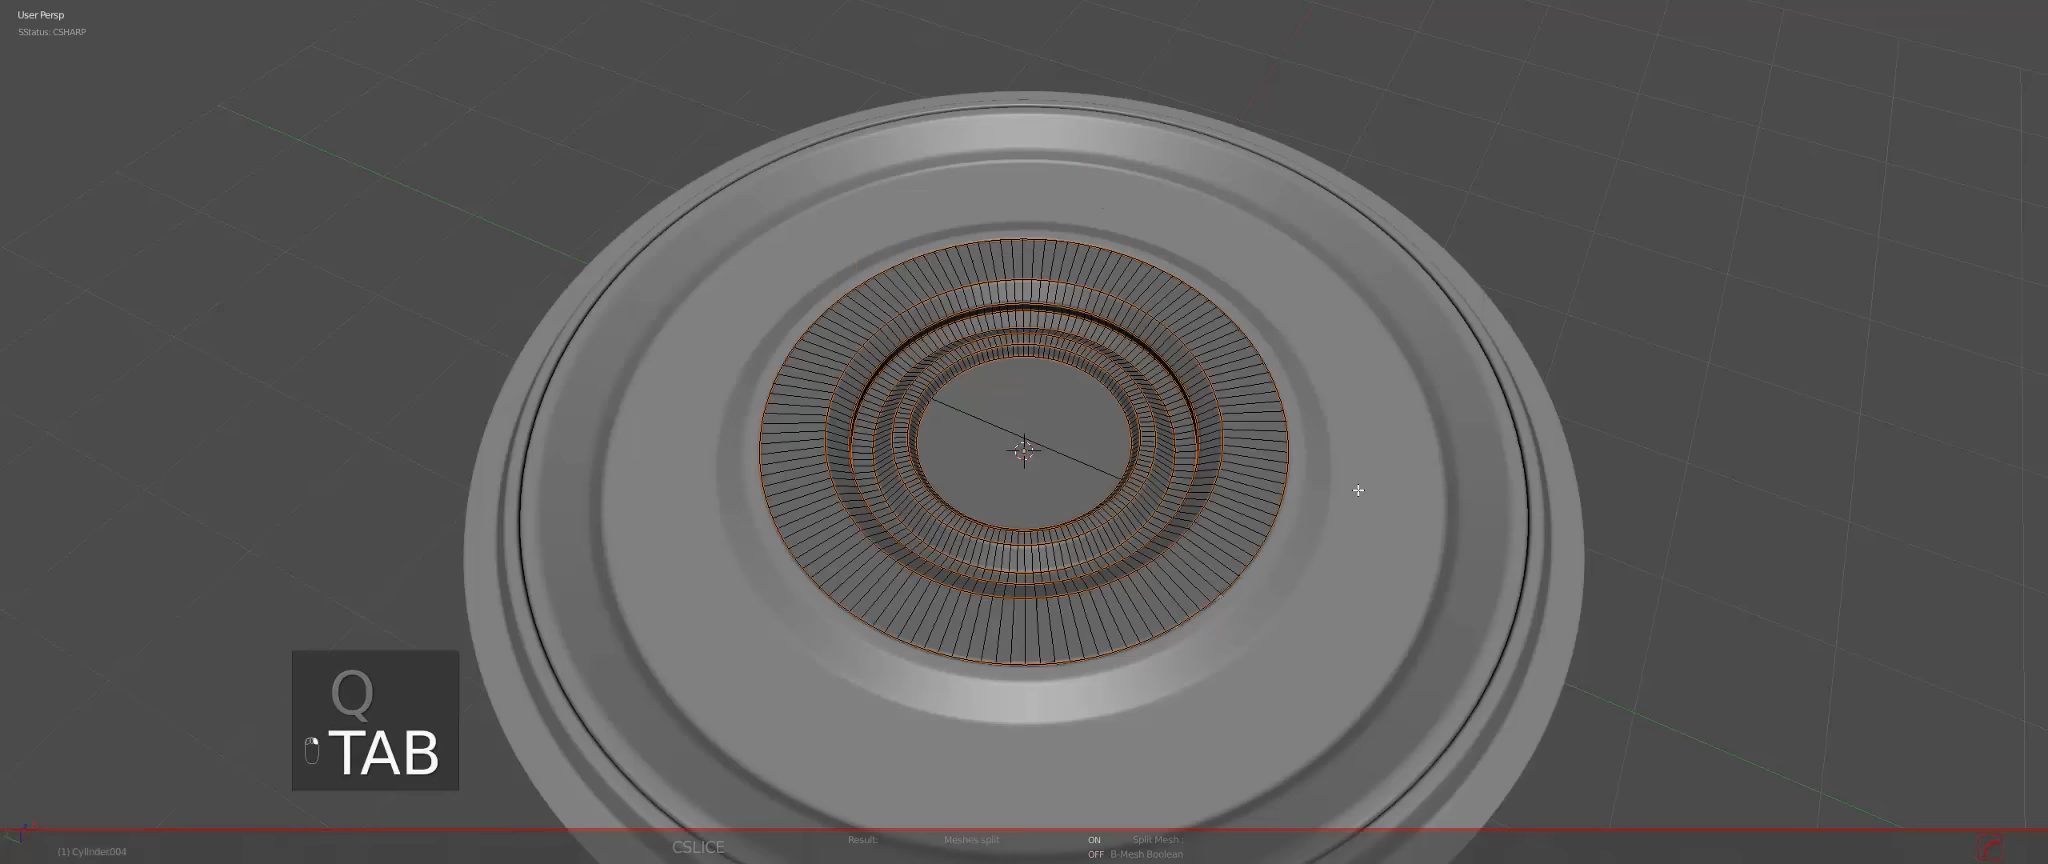 User Persp
SStatus: CSHARP
Q
TAB
Result: Meshes split ON Split Mesh :
CSLICE
(1) Cylinder.004
OFF B-Mesh Boolean